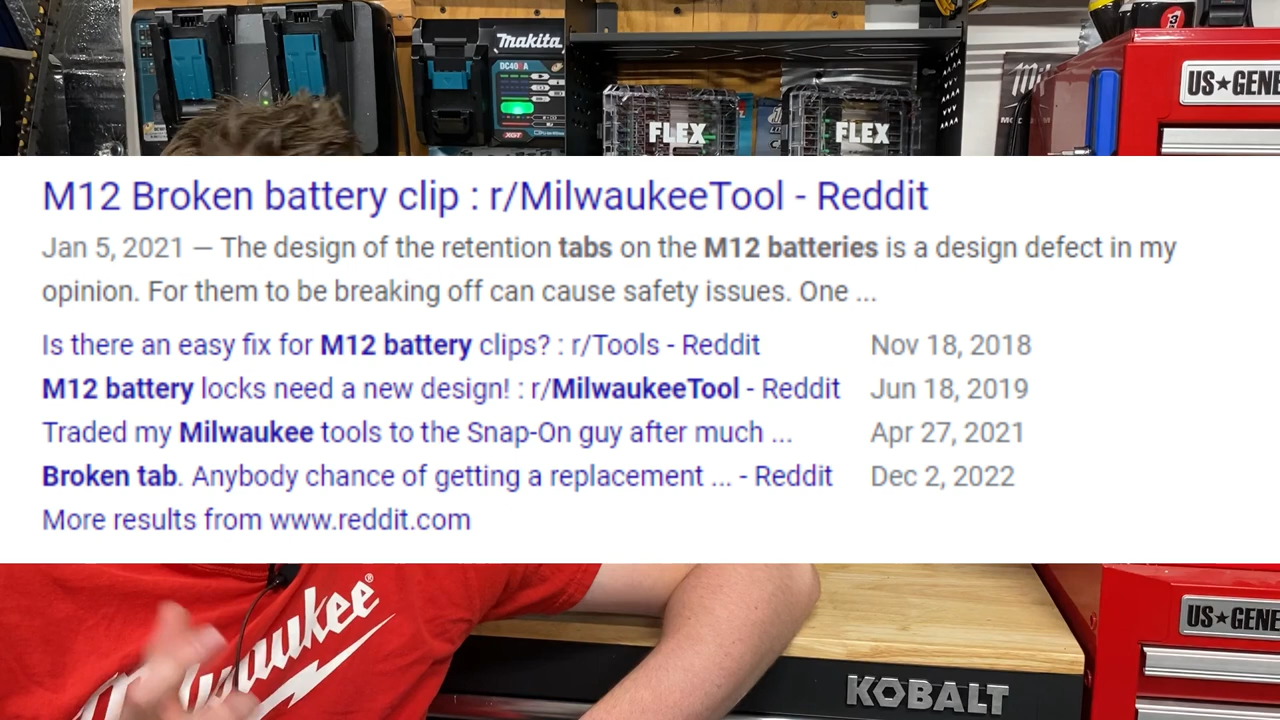 makita
DC40RA
XGT
FLEX
FLEX
US★GENE
M12 Broken battery clip : r/MilwaukeeTool - Reddit
Jan 5, 2021 — The design of the retention tabs on the M12 batteries is a design defect in my
opinion. For them to be breaking off can cause safety issues. One ...
Is there an easy fix for M12 battery clips? : r/Tools - Reddit Nov 18, 2018
M12 battery locks need a new design! : r/MilwaukeeTool - Reddit Jun 18, 2019
Traded my Milwaukee tools to the Snap-On guy after much ... Apr 27, 2021
Broken tab. Anybody chance of getting a replacement ... - Reddit Dec 2, 2022
More results from www.reddit.com
waukee®
US★GENE
KOBALT